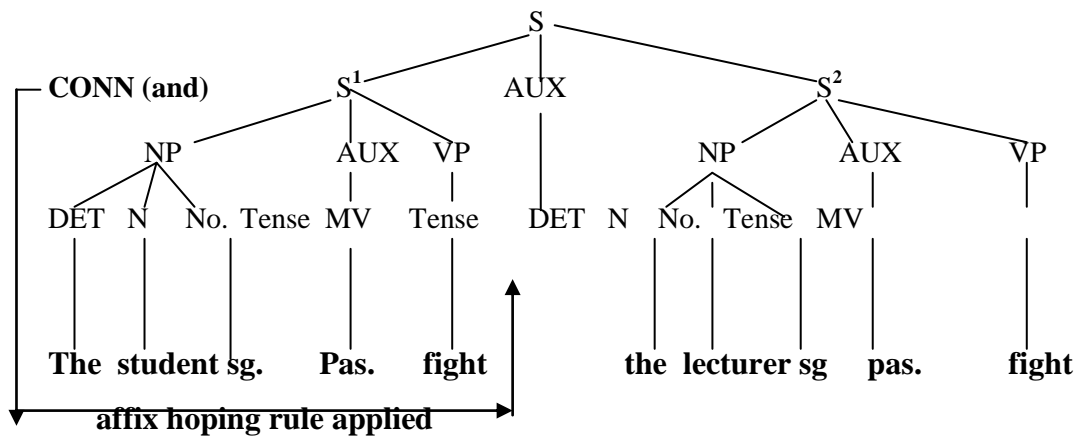 S
CONN (and) S¹ AUX S²
NP AUX VP NP AUX VP
DET N No. Tense MV Tense DET N No. Tense MV
The student sg. Pas. fight the lecturer sg pas. fight
affix hoping rule applied